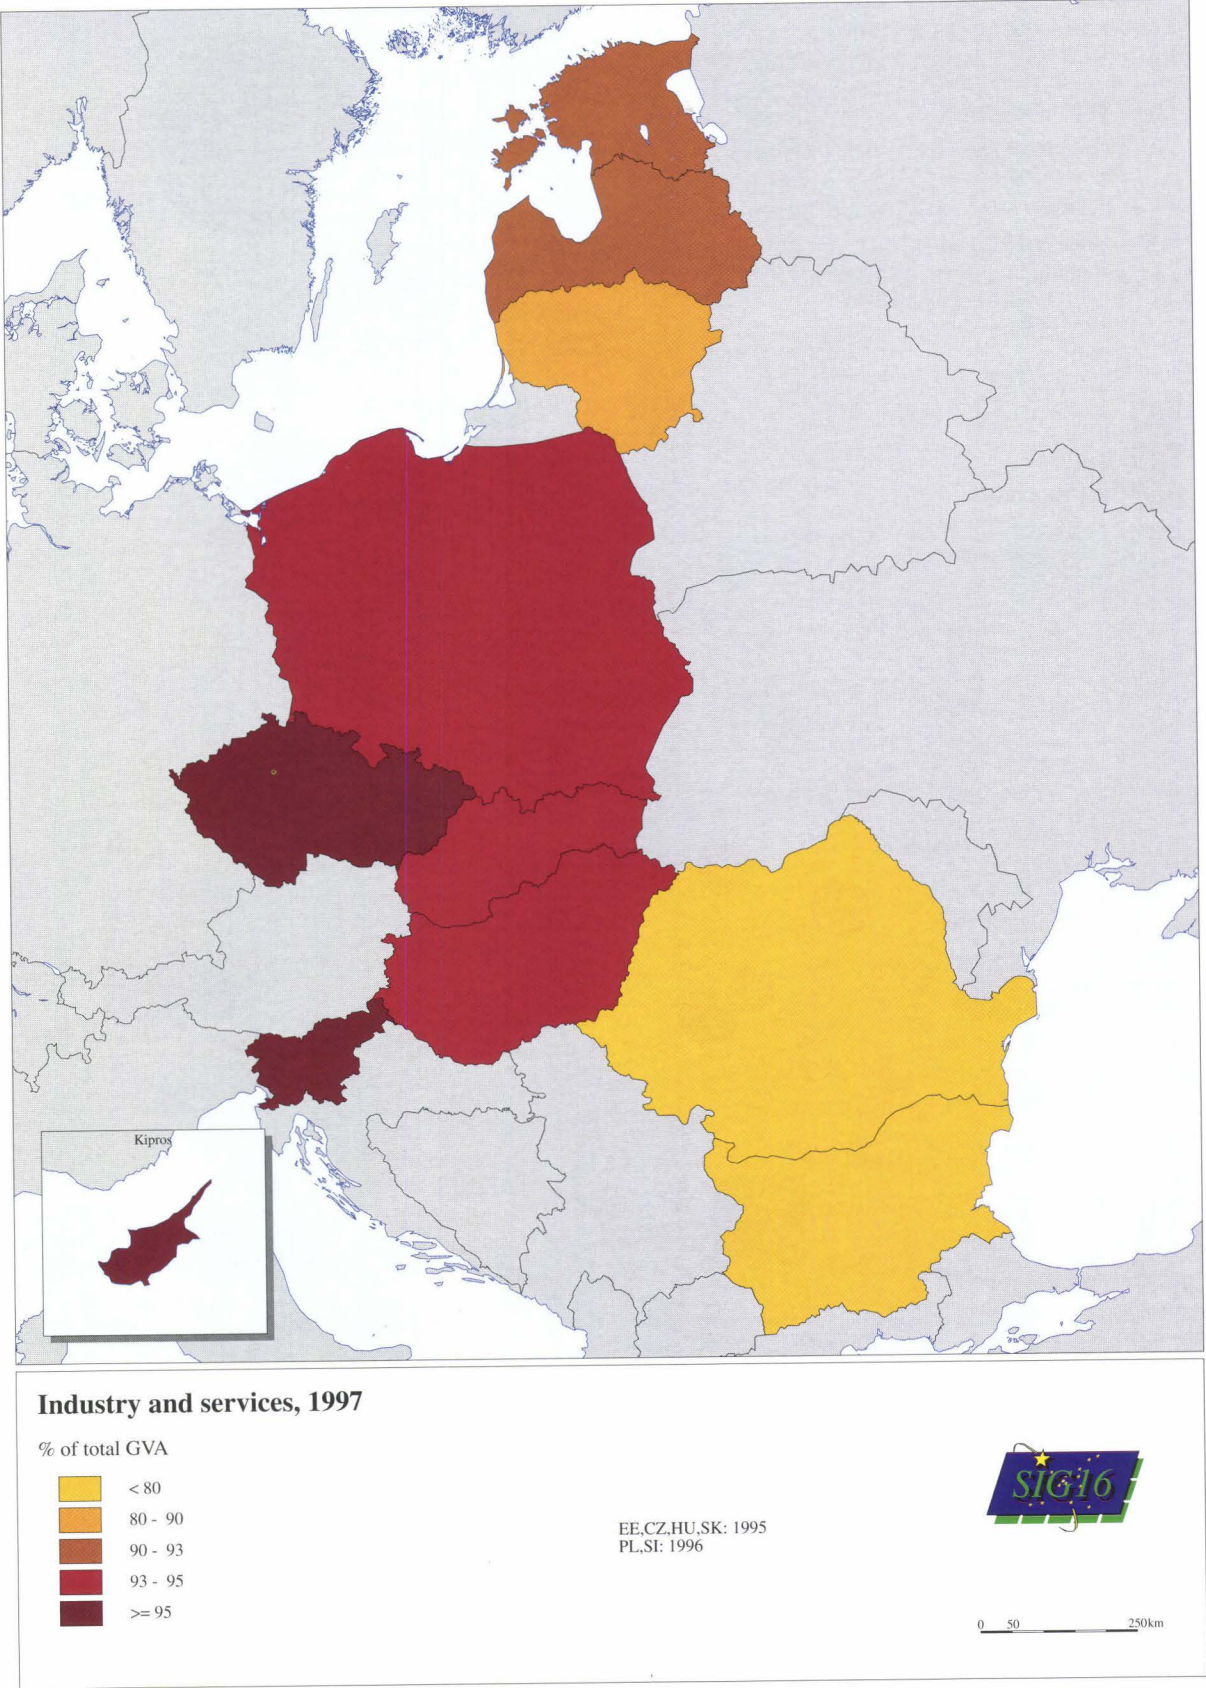 Kipros
Industry and services, 1997
% of total GVA
< 80
80 - 90
90 - 93
93 - 95
>= 95
EE,CZ,HU,SK: 1995
PL,SI: 1996
SIG16
0 50 250km